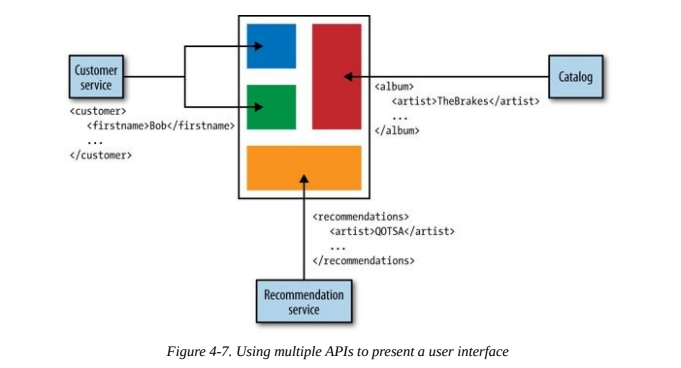 Customer
service
<customer>
<firstname>Bob</firstname>
...
</customer>
<album>
<artist>TheBrakes</artist>
...
</album>
Catalog
<recommendations>
<artist>QOTSA</artist>
...
</recommendations>
Recommendation
service
Figure 4-7. Using multiple APIs to present a user interface